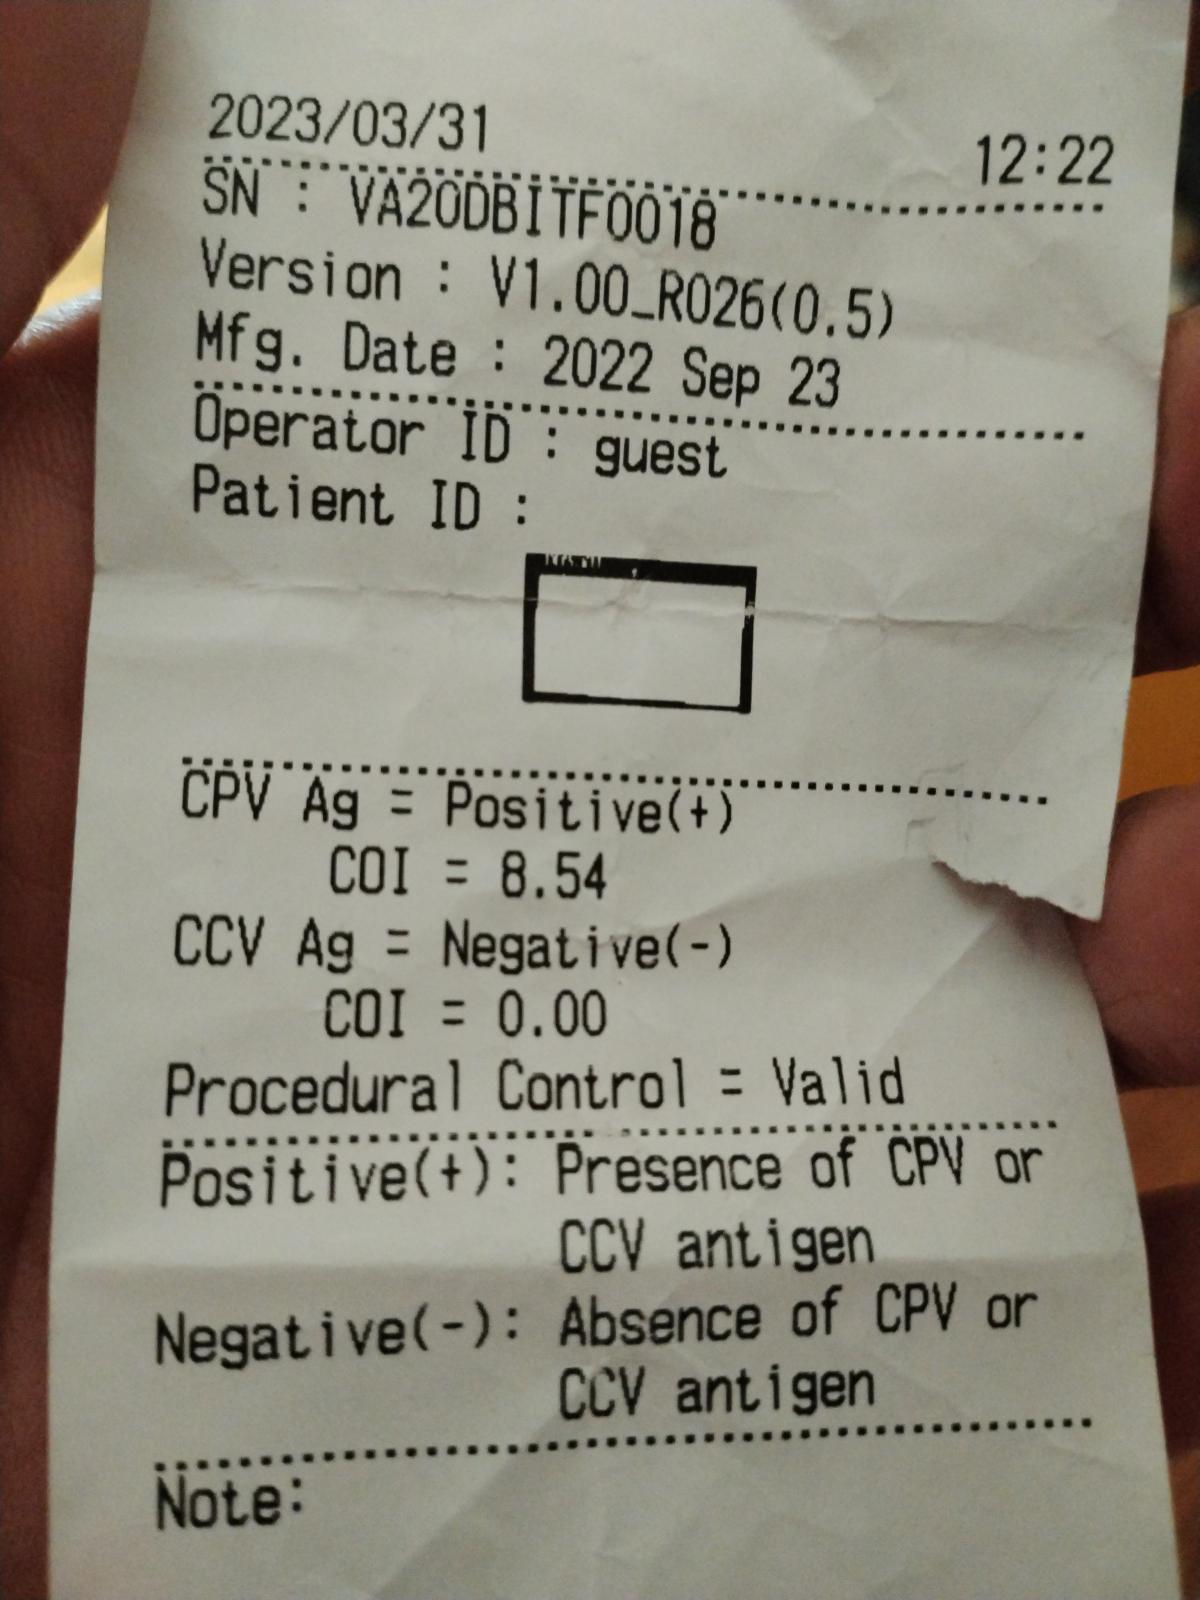 2023/03/31 12:22
SN : VA20DBITF0018
Version : V1.00_R026(0.5)
Mfg. Date : 2022 Sep 23
Operator ID : guest
Patient ID :
CPV Ag = Positive(+)
COI = 8.54
CCV Ag = Negative(-)
COI = 0.00
Procedural Control = Valid
Positive(+): Presence of CPV or
CCV antigen
Negative(-): Absence of CPV or
CCV antigen
Note: